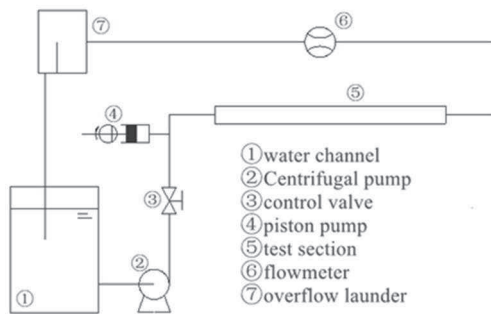 ⑦
⑥
④
⑤
③
②
①
①water channel
②Centrifugal pump
③control valve
④piston pump
⑤test section
⑥flowmeter
⑦overflow launder